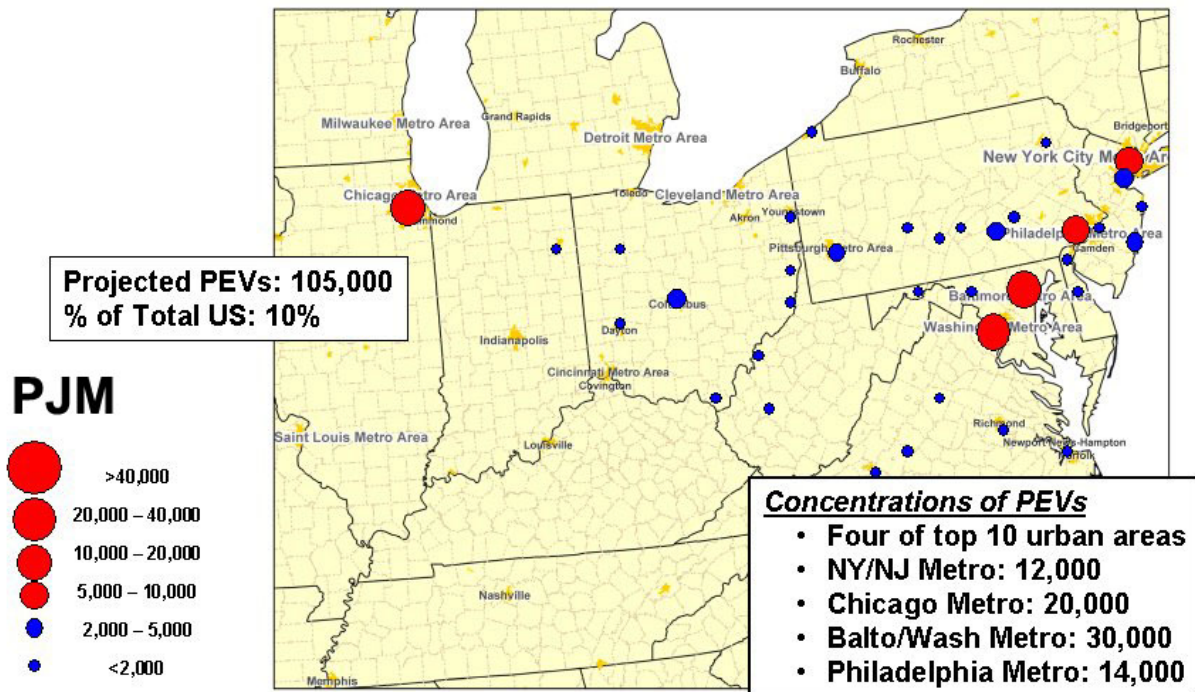 Rochester
Buffalo
Milwaukee Metro Area
Grand Rapids
Detroit Metro Area
Bridgeport
New York City M
Chicago Metro Area
Toledo
Cleveland Metro Area
Akron
Youngstown
Pittsburgh Metro Area
Philadelphia Metro Area
Camden
Projected PEVs: 105,000
% of Total US: 10%
Columbus
Baltimore Metro Area
Dayton
Indianapolis
Washington Metro Area
Cincinnati Metro Area
Covington
PJM
Saint Louis Metro Area
Louisville
Richmond
Newport News-Hampton
Norfolk
>40,000
20,000 – 40,000
10,000 – 20,000
5,000 – 10,000
2,000 – 5,000
<2,000
Nashville
Memphis
Concentrations of PEVs
• Four of top 10 urban areas
• NY/NJ Metro: 12,000
• Chicago Metro: 20,000
• Balto/Wash Metro: 30,000
• Philadelphia Metro: 14,000